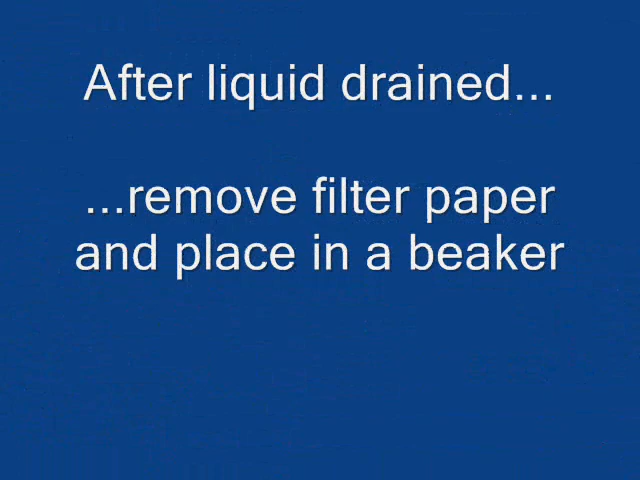 After liquid drained...
...remove filter paper
and place in a beaker